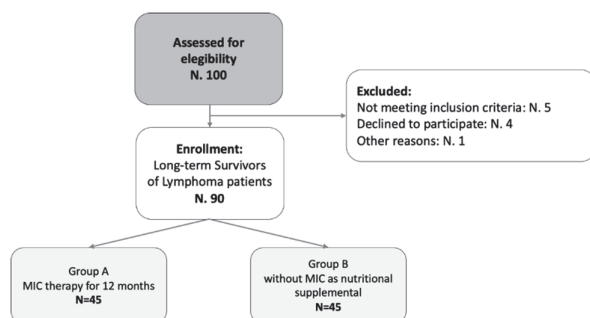 Assessed for
elegibility
N. 100
Excluded:
Not meeting inclusion criteria: N. 5
Declined to participate: N. 4
Other reasons: N. 1
Enrollment:
Long-term Survivors
of Lymphoma patients
N. 90
Group A
MIC therapy for 12 months
N=45
Group B
without MIC as nutritional
supplemental
N=45